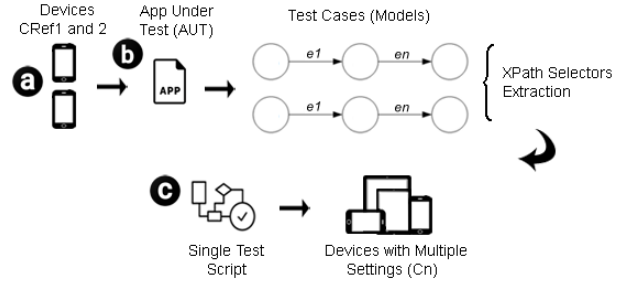 Devices
CRef1 and 2
App Under
Test (AUT)
Test Cases (Models)
a
b
APP
e1
en
e1
en
XPath Selectors
Extraction
c
Single Test
Script
Devices with Multiple
Settings (Cn)